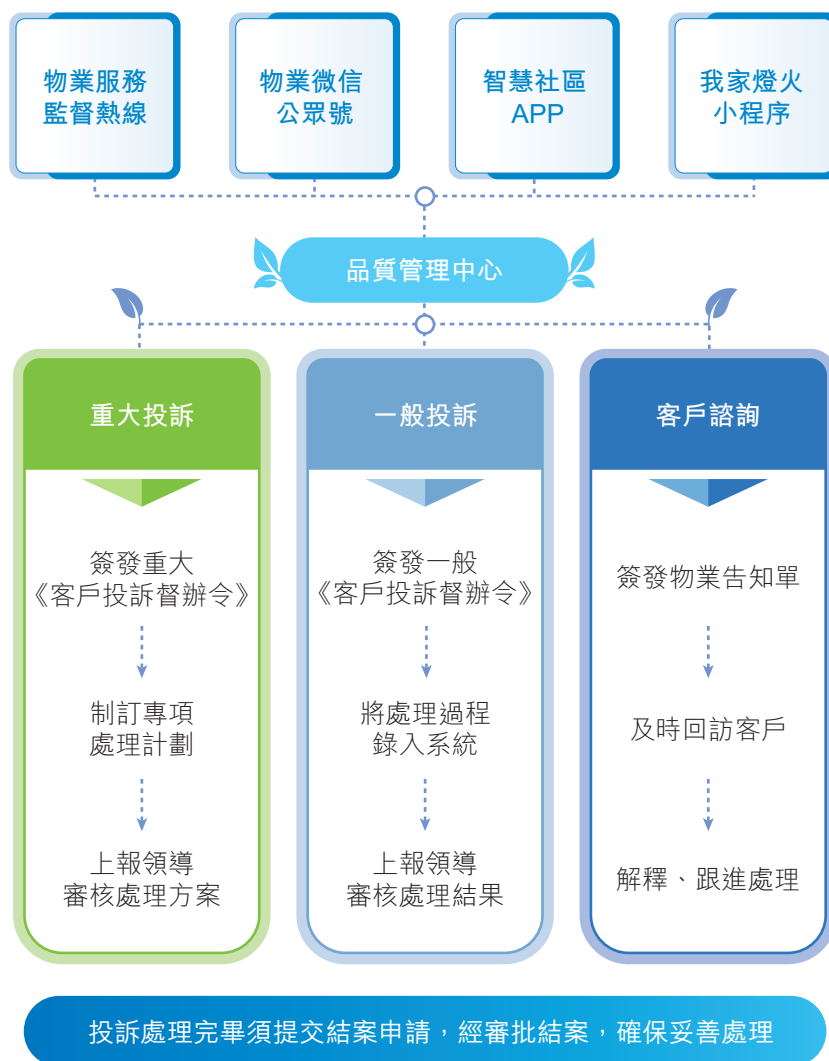 物業服務
監督熱線
物業微信
公眾號
智慧社區
APP
我家燈火
小程序
品質管理中心
重大投訴
簽發重大
《客戶投訴督辦令》
制訂專項
處理計劃
上報領導
審核處理方案
一般投訴
簽發一般
《客戶投訴督辦令》
將處理過程
錄入系統
上報領導
審核處理結果
客戶諮詢
簽發物業告知單
及時回訪客戶
解釋、跟進處理
投訴處理完畢須提交結案申請，經審批結案，確保妥善處理